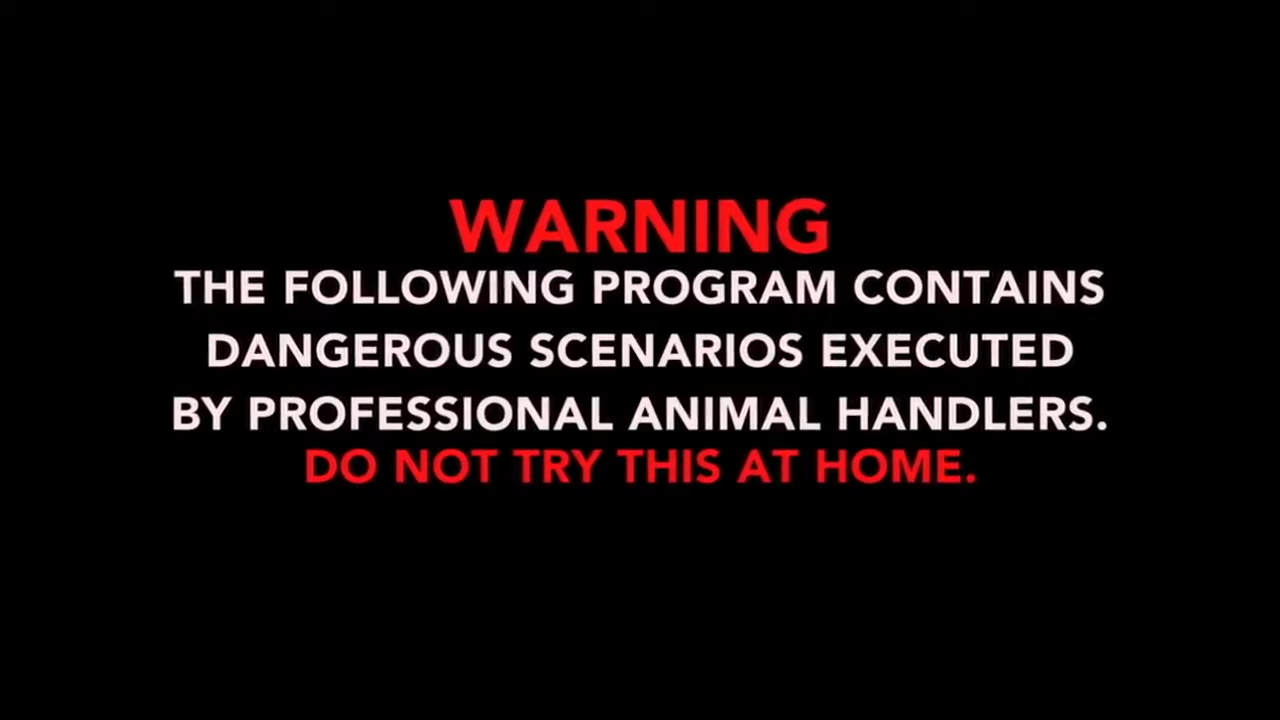 WARNING
THE FOLLOWING PROGRAM CONTAINS
DANGEROUS SCENARIOS EXECUTED
BY PROFESSIONAL ANIMAL HANDLERS.
DO NOT TRY THIS AT HOME.